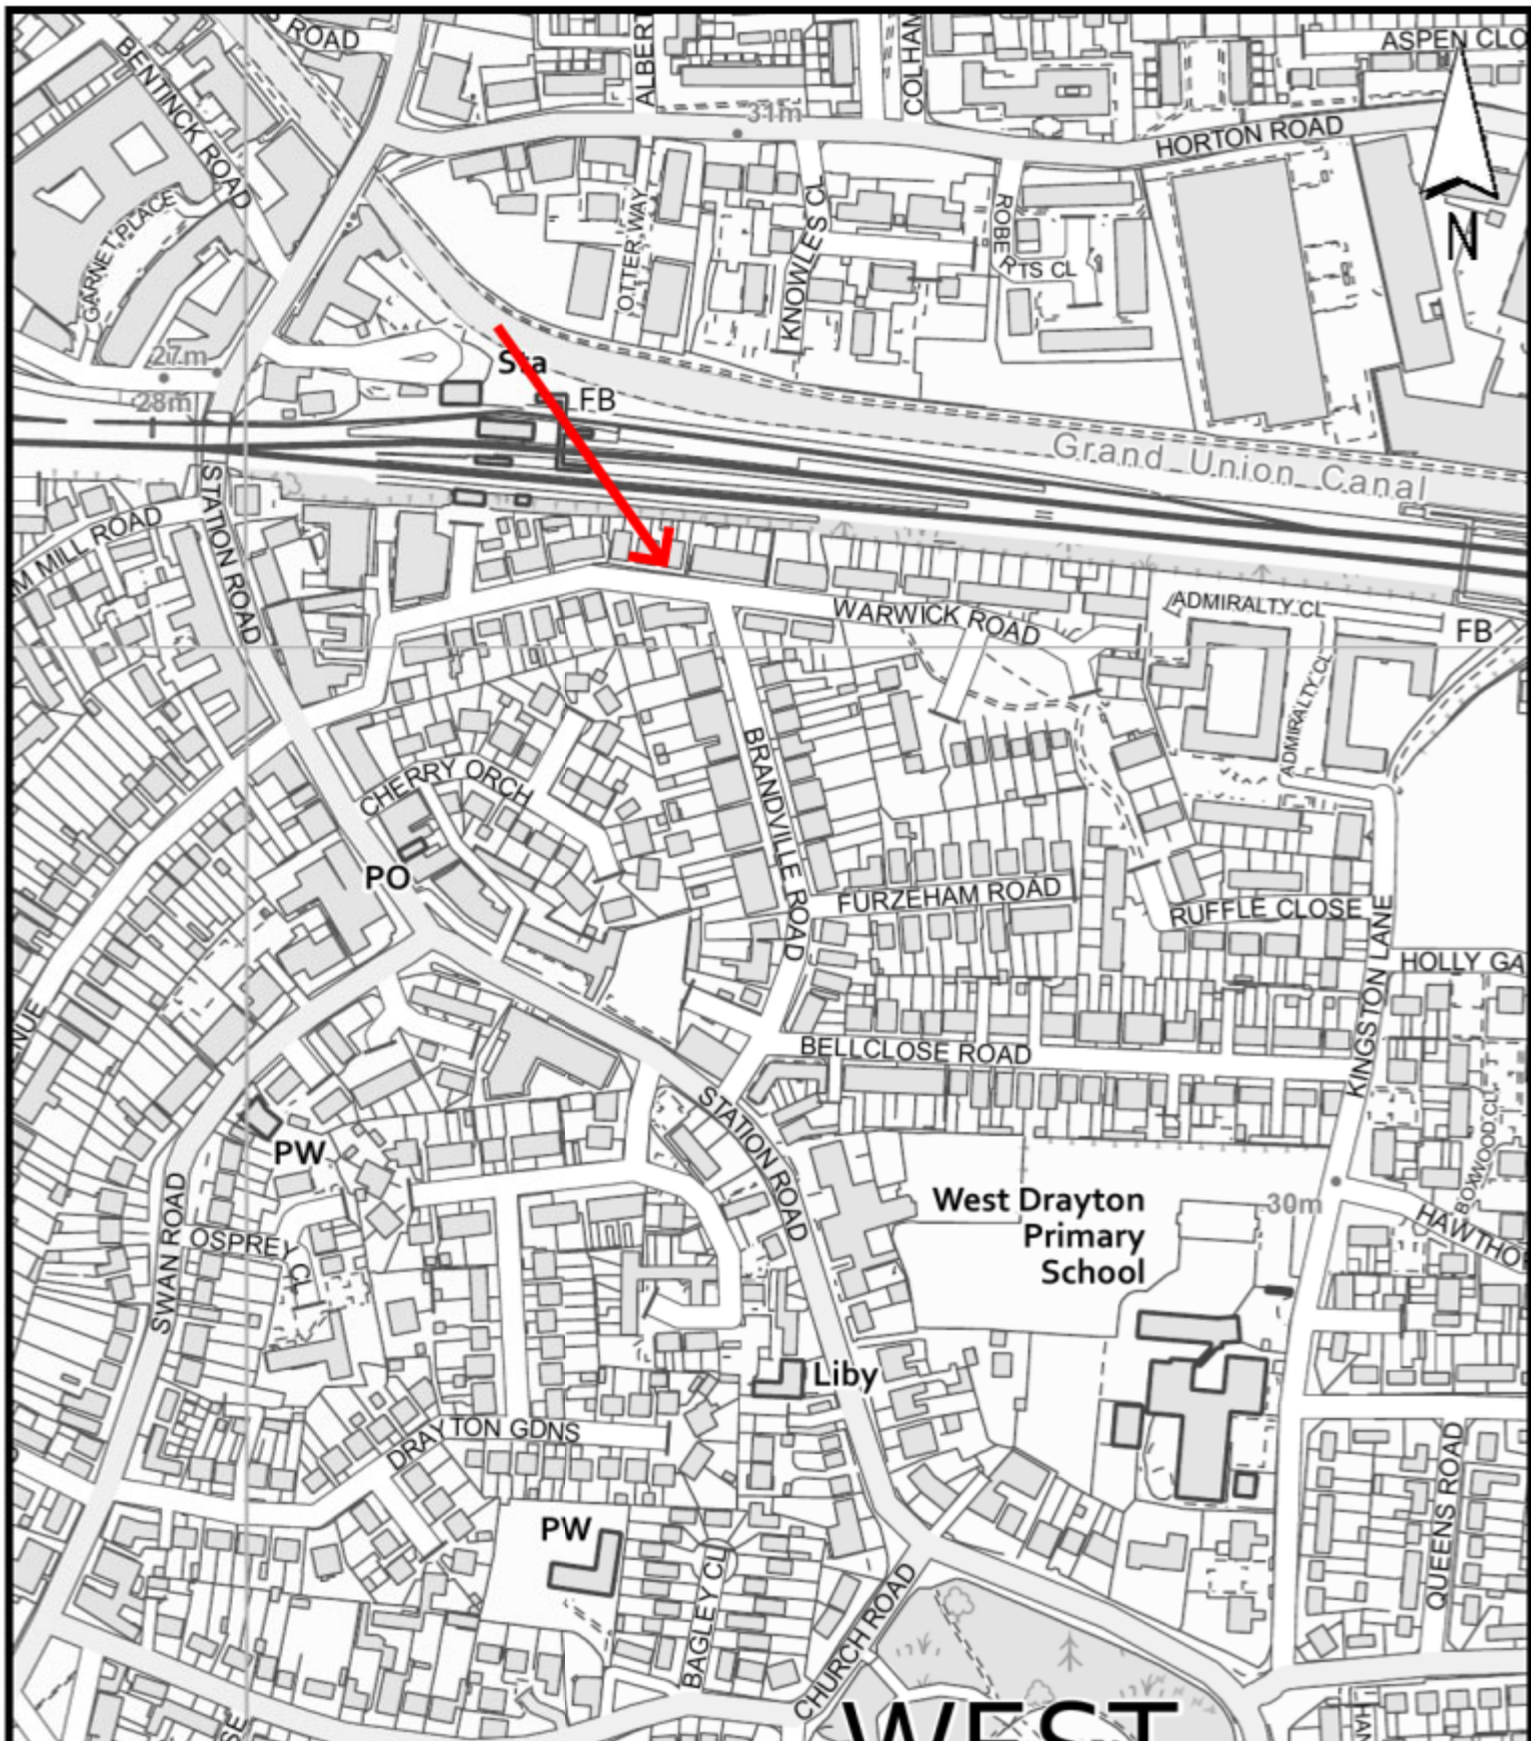 ROAD
ALBERT
COLHAM
ASPEN CLO
BENTINCK ROAD
31m
HORTON ROAD
N
GARNET PLACE
OTTER WAY
KNOWLES CL
ROBERTS CL
27m
Sta
28m
FB
Grand Union Canal
STATION ROAD
M MILL ROAD
WARWICK ROAD
ADMIRALTY CL
FB
ADMIRALTY CL
BRANDVILLE ROAD
CHERRY ORCH
PO
FURZEHAM ROAD
RUFFLE CLOSE
KINGSTON LANE
HOLLY GA
ENUE
BELLCLOSE ROAD
STATION ROAD
PW
BOXWOOD CL
West Drayton
Primary
School
30m
HAWTHO
SWAN ROAD
OSPREY CL
Liby
DRAYTON GDNS
QUEENS ROAD
PW
BAGLEY CL
CHURCH ROAD
WEST
HAN
SE